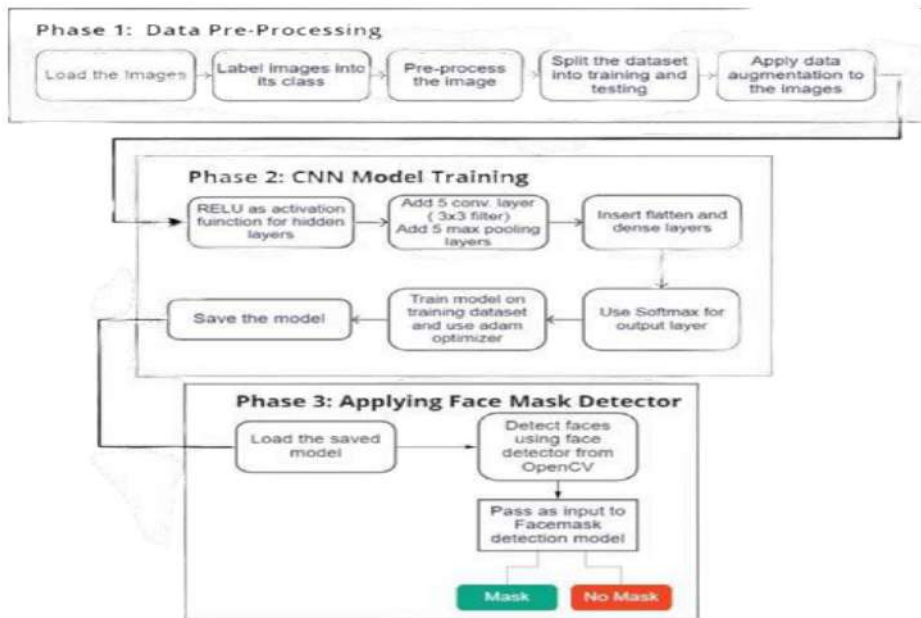 Phase 1: Data Pre-Processing
Load the Images
Label images into
its class
Pre-process
the image
Split the dataset
into training and
testing
Apply data
augmentation to
the images
Phase 2: CNN Model Training
RELU as activation
fuinction for hidden
layers
Add 5 conv. layer
( 3x3 filter)
Add 5 max pooling
layers
Insert flatten and
dense layers
Use Softmax for
output layer
Train model on
training dataset
and use adam
optimizer
Save the model
Phase 3: Applying Face Mask Detector
Load the saved
model
Detect faces
using face
detector from
OpenCV
Pass as input to
Facemask
detection model
Mask
No Mask